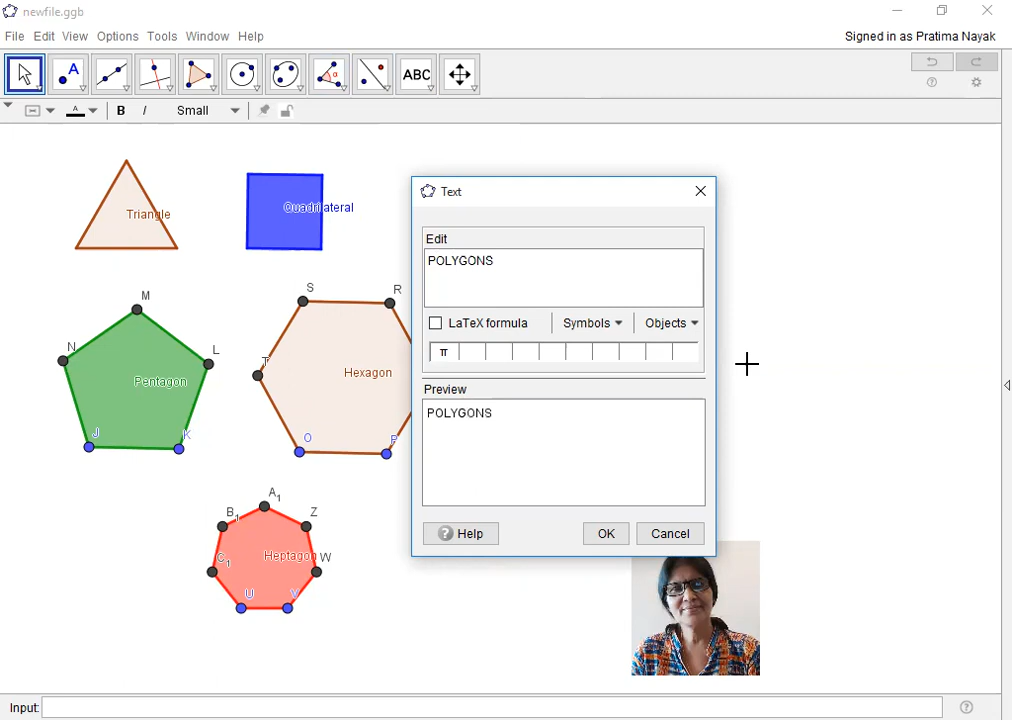 newfile.ggb
File Edit View Options Tools Window Help
Signed in as Pratima Nayak
A
α
ABC
A B I Small
Triangle
Quadrilateral
M
N
L
Pentagon
J
K
S
R
T
Hexagon
O
P
A1
B1
Z
C1
Heptagon
W
U
V
Text
Edit
POLYGONS
LaTeX formula Symbols Objects
π
Preview
POLYGONS
? Help OK Cancel
Input: